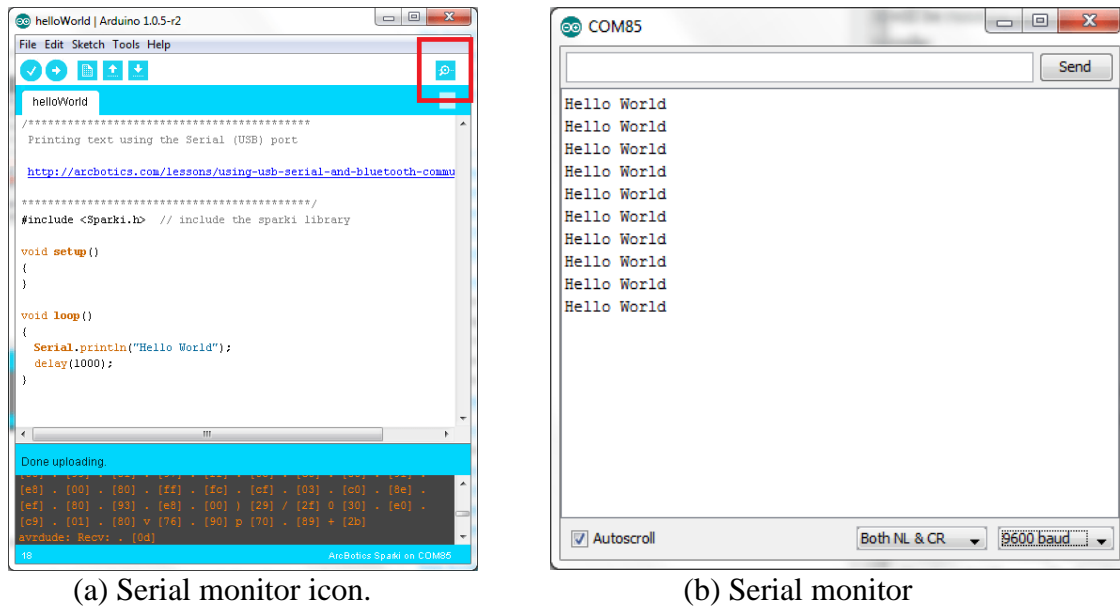 helloWorld | Arduino 1.0.5-r2
File Edit Sketch Tools Help
helloWorld
/********************************************
Printing text using the Serial (USB) port
http://arcbotics.com/lessons/using-usb-serial-and-bluetooth-commu
********************************************/
#include <Sparki.h>  // include the sparki library
void setup()
{
}
void loop()
{
Serial.println("Hello World");
delay(1000);
}
Done uploading.
[e8] . [00] . [80] . [ff] . [fc] . [cf] . [03] . [c0] . [8e] .
[ef] . [80] . [93] . [e8] . [00] ) [29] / [2f] 0 [30] . [e0] .
[c9] . [01] . [80] v [76] . [90] p [70] . [89] + [2b]
avrdude: Recv: . [0d]
18 ArcBotics Sparki on COM85
(a) Serial monitor icon.
COM85
Send
Hello World
Hello World
Hello World
Hello World
Hello World
Hello World
Hello World
Hello World
Hello World
Hello World
Autoscroll Both NL & CR 9600 baud
(b) Serial monitor